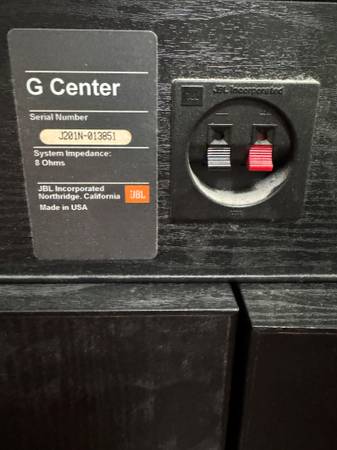 G Center
Serial Number
J201N-013851
System Impedance:
8 Ohms
JBL Incorporated
Northridge, California
JBL
Made in USA
JBL Incorporated